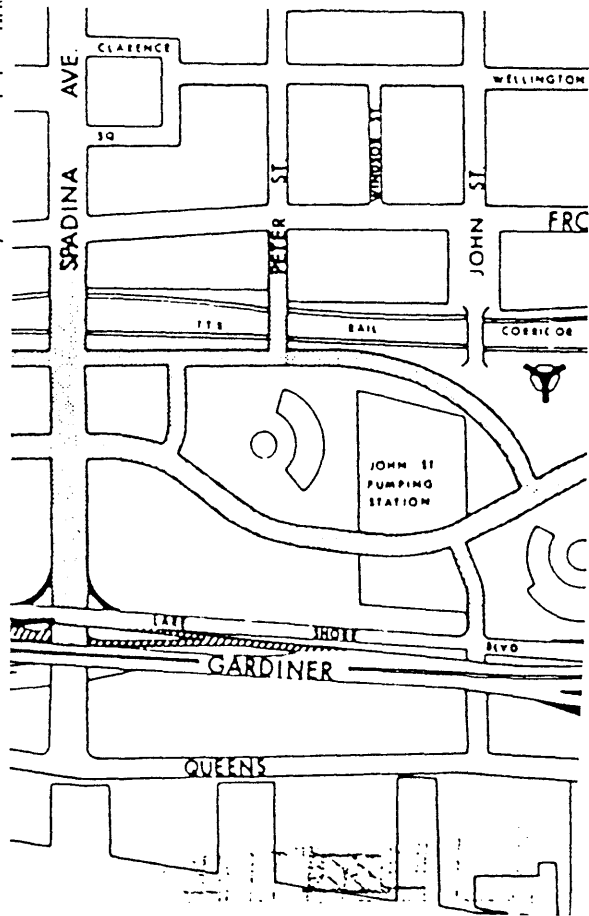 CLARENCE
AVE.
WELLINGTON
SQ
WINDSOR ST
ST
ST.
SPADINA
PETER
JOHN
FRO
TTR
RAIL
CORRIDOR
JOHN ST
PUMPING
STATION
LAKE
SHORE
BLVD
GARDINER
QUEENS